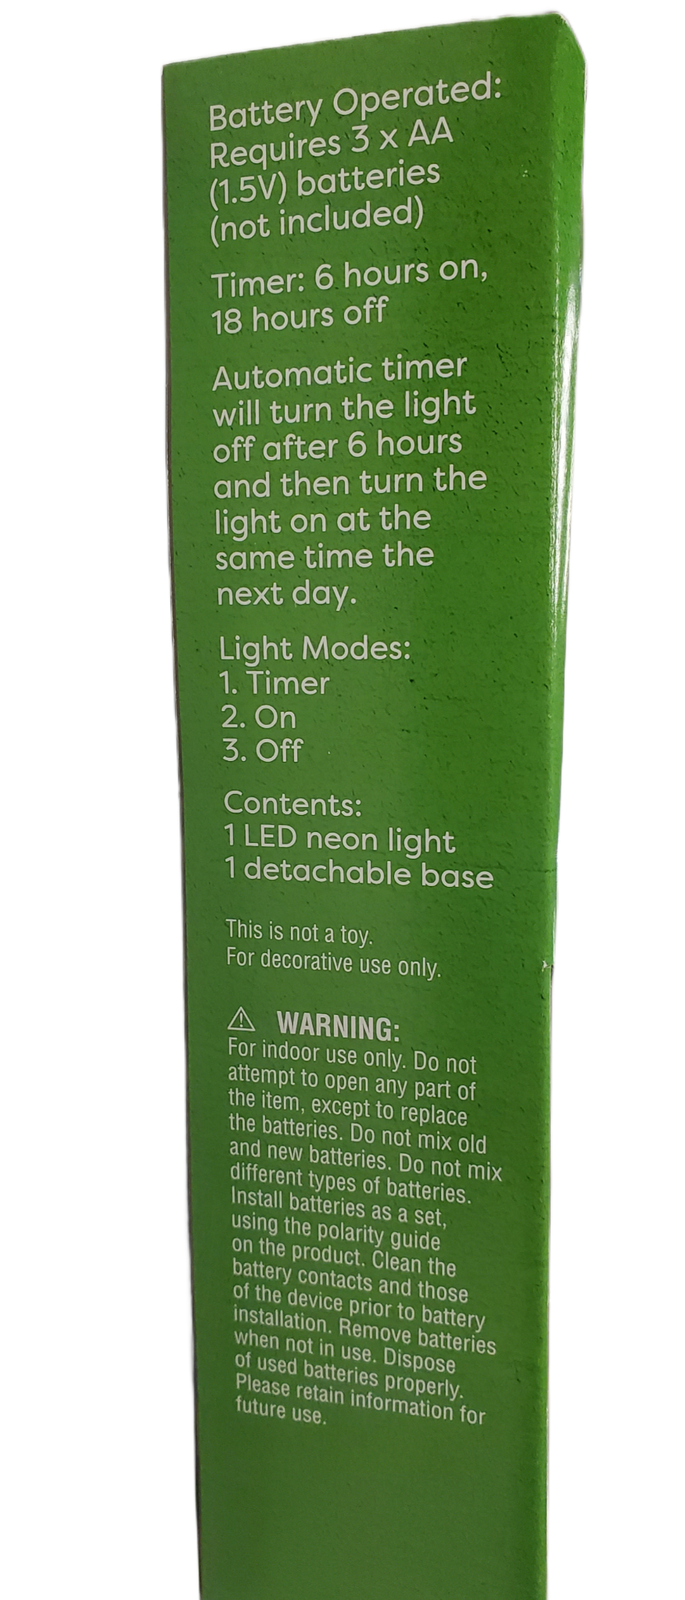 Battery Operated:
Requires 3 x AA
(1.5V) batteries
(not included)
Timer: 6 hours on,
18 hours off
Automatic timer
will turn the light
off after 6 hours
and then turn the
light on at the
same time the
next day.
Light Modes:
1. Timer
2. On
3. Off
Contents:
1 LED neon light
1 detachable base
This is not a toy.
For decorative use only.
WARNING:
For indoor use only. Do not
attempt to open any part of
the item, except to replace
the batteries. Do not mix old
and new batteries. Do not mix
different types of batteries.
Install batteries as a set,
using the polarity guide
on the product. Clean the
battery contacts and those
of the device prior to battery
installation. Remove batteries
when not in use. Dispose
of used batteries properly.
Please retain information for
future use.